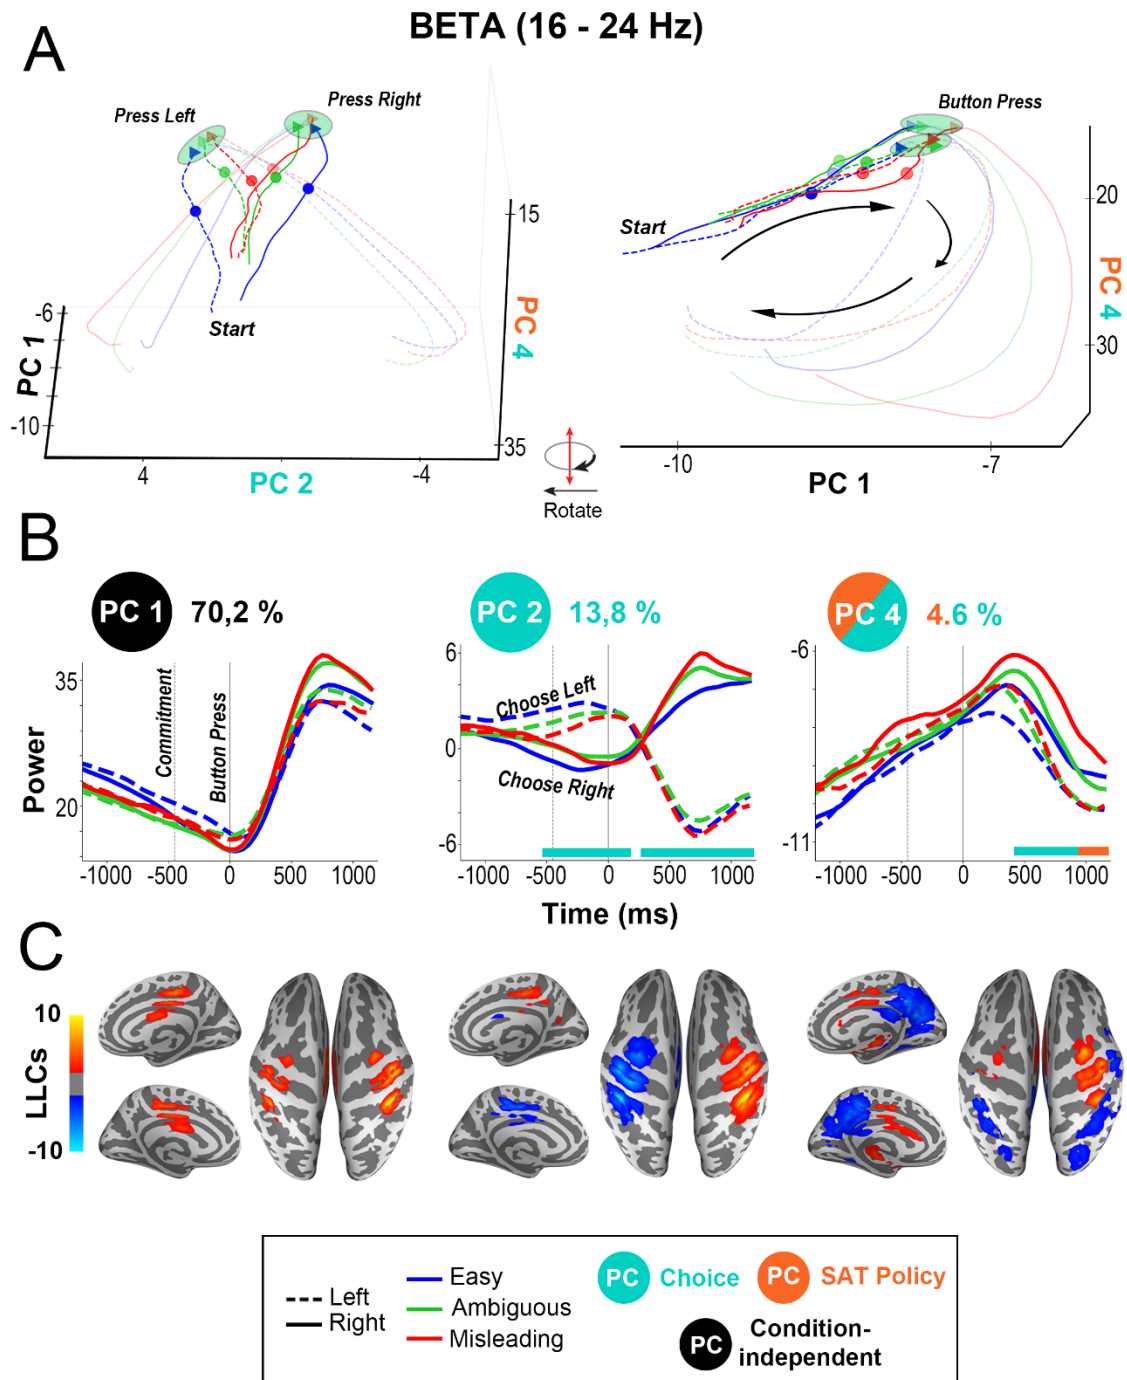 BETA (16 - 24 Hz)
A
Press Left
Press Right
Start
-6
PC 1
-10
4
PC 2
-4
15
PC 4
35
Rotate
Button Press
Start
20
PC 4
30
-10
PC 1
-7
B
PC 1 70,2 %
35
Power
20
Commitment
Button Press
-1000 -500 0 500 1000
PC 2 13,8 %
6
0
-6
Choose Left
Choose Right
-1000 -500 0 500 1000
PC 4 4.6 %
-6
-11
-1000 -500 0 500 1000
Time (ms)
C
10
LLCs
-10
Left
Right
Easy
Ambiguous
Misleading
PC Choice
PC SAT Policy
PC Condition-
independent